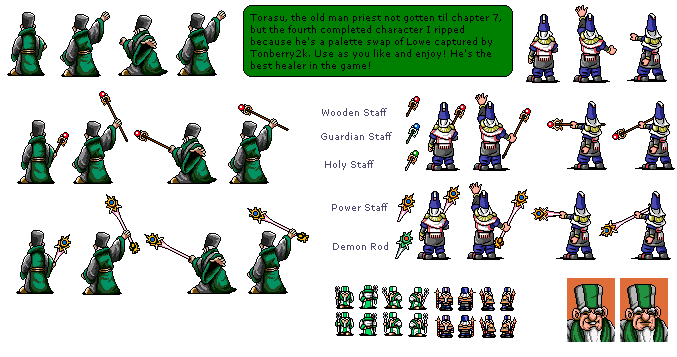 Torasu, the old man priest not gotten til chapter 7,
but the fourth completed character I ripped
because he's a palette swap of Lowe captured by
Tonberry2k. Use as you like and enjoy! He's the
best healer in the game!
Wooden Staff
Guardian Staff
Holy Staff
Power Staff
Demon Rod